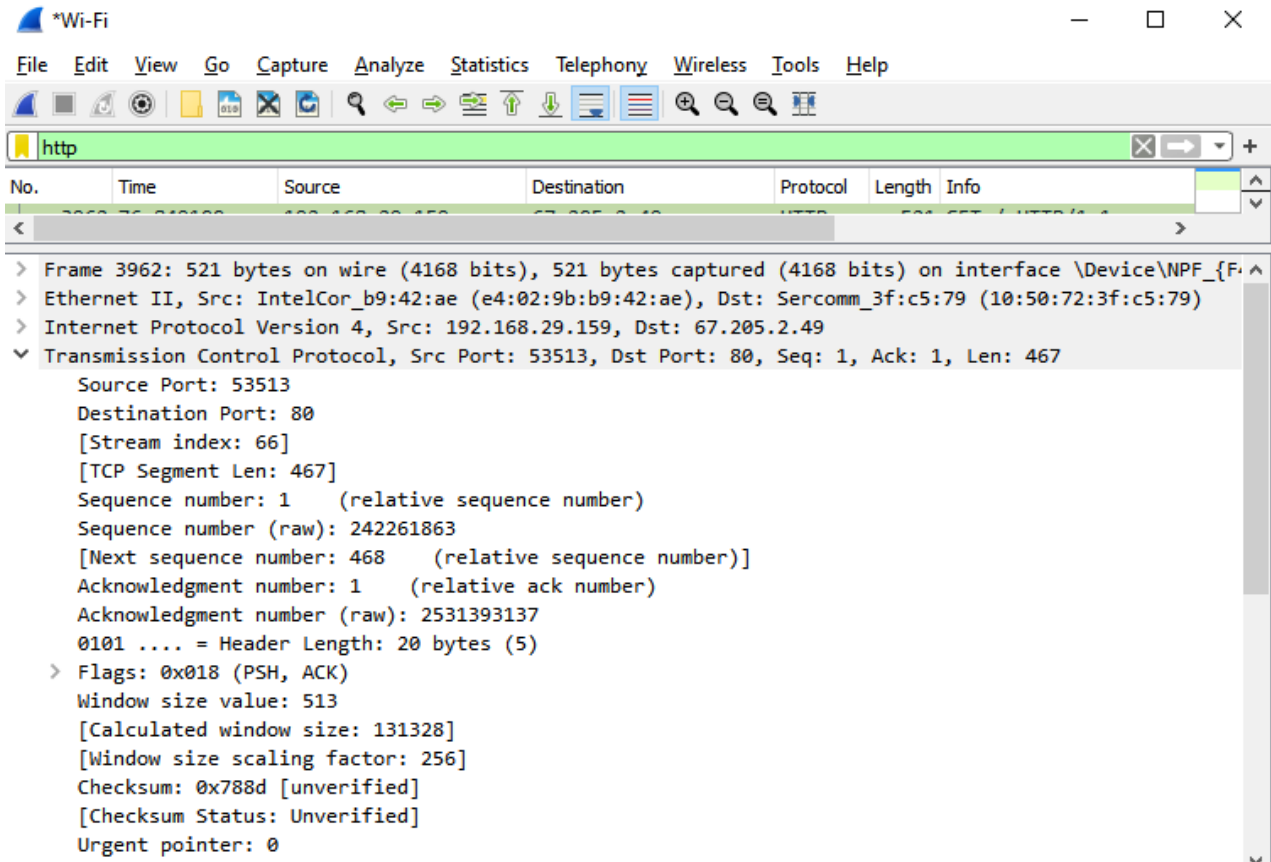 *Wi-Fi
File Edit View Go Capture Analyze Statistics Telephony Wireless Tools Help
http
No. Time Source Destination Protocol Length Info
> Frame 3962: 521 bytes on wire (4168 bits), 521 bytes captured (4168 bits) on interface \Device\NPF_{F
> Ethernet II, Src: IntelCor_b9:42:ae (e4:02:9b:b9:42:ae), Dst: Sercomm_3f:c5:79 (10:50:72:3f:c5:79)
> Internet Protocol Version 4, Src: 192.168.29.159, Dst: 67.205.2.49
Transmission Control Protocol, Src Port: 53513, Dst Port: 80, Seq: 1, Ack: 1, Len: 467
Source Port: 53513
Destination Port: 80
[Stream index: 66]
[TCP Segment Len: 467]
Sequence number: 1 (relative sequence number)
Sequence number (raw): 242261863
[Next sequence number: 468 (relative sequence number)]
Acknowledgment number: 1 (relative ack number)
Acknowledgment number (raw): 2531393137
0101 .... = Header Length: 20 bytes (5)
> Flags: 0x018 (PSH, ACK)
Window size value: 513
[Calculated window size: 131328]
[Window size scaling factor: 256]
Checksum: 0x788d [unverified]
[Checksum Status: Unverified]
Urgent pointer: 0